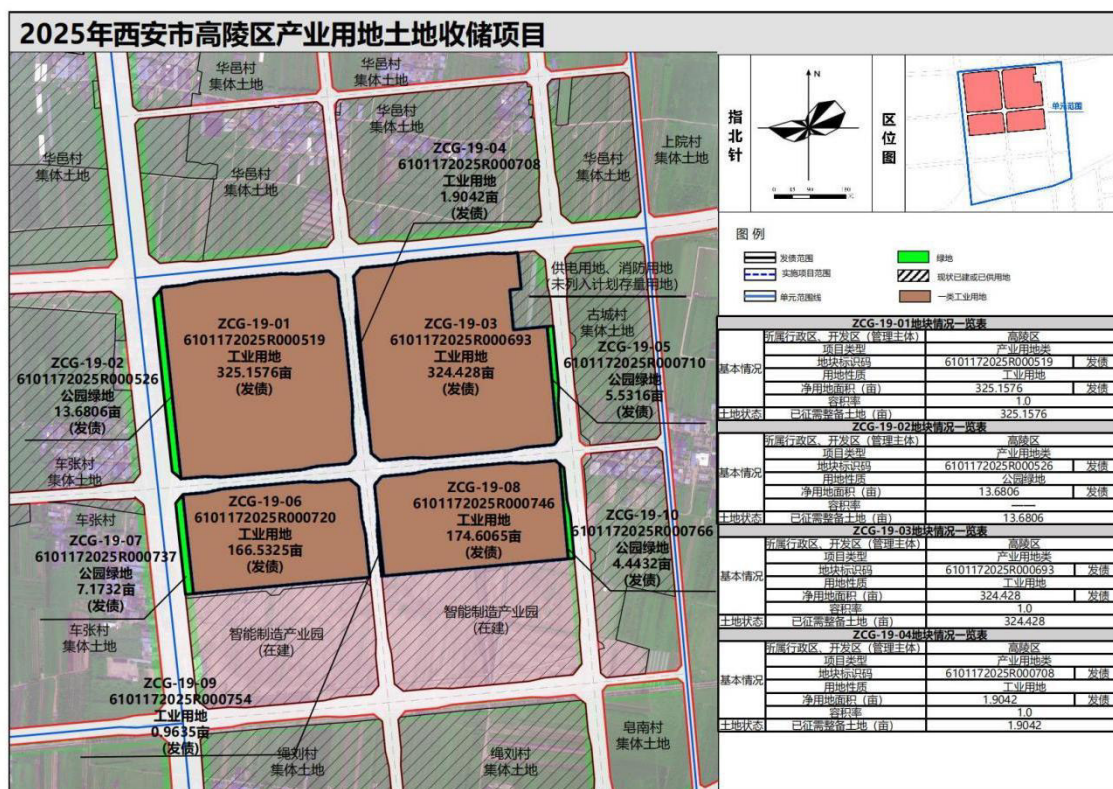 2025年西安市高陵区产业用地土地收储项目
华邑村
集体土地
华邑村
集体土地
华邑村
集体土地
华邑村
集体土地
华邑村
集体土地
华邑村
集体土地
上院村
集体土地
ZCG-19-04
6101172025R000708
工业用地
1.9042亩
(发债)
供电用地、消防用地
(未列入计划存量用地)
古城村
集体土地
ZCG-19-01
6101172025R000519
工业用地
325.1576亩
(发债)
ZCG-19-03
6101172025R000693
工业用地
324.428亩
(发债)
ZCG-19-02
6101172025R000526
公园绿地
13.6806亩
(发债)
ZCG-19-05
6101172025R000710
公园绿地
5.5316亩
(发债)
车张村
集体土地
ZCG-19-06
6101172025R000720
工业用地
166.5325亩
(发债)
ZCG-19-08
6101172025R000746
工业用地
174.6065亩
(发债)
车张村
集体土地
ZCG-19-07
6101172025R000737
公园绿地
7.1732亩
(发债)
ZCG-19-10
6101172025R000766
公园绿地
4.4432亩
(发债)
车张村
集体土地
智能制造产业园
(在建)
智能制造产业园
(在建)
ZCG-19-09
6101172025R000754
工业用地
0.9635亩
(发债)
绳刘村
集体土地
绳刘村
集体土地
皂南村
集体土地
指北针
N
区位图
单元范围
图 例
发债范围
绿地
实施项目范围
现状已建或已供用地
单元范围线
一类工业用地
ZCG-19-01地块情况一览表
基本情况
所属行政区、开发区（管理主体） 高陵区
项目类型 产业用地类
地块标识码 6101172025R000519 发债
用地性质 工业用地
净用地面积（亩） 325.1576 发债
容积率 1.0
土地状态 已征需整备土地（亩） 325.1576
ZCG-19-02地块情况一览表
基本情况
所属行政区、开发区（管理主体） 高陵区
项目类型 产业用地类
地块标识码 6101172025R000526 发债
用地性质 公园绿地
净用地面积（亩） 13.6806 发债
容积率 ——
土地状态 已征需整备土地（亩） 13.6806
ZCG-19-03地块情况一览表
基本情况
所属行政区、开发区（管理主体） 高陵区
项目类型 产业用地类
地块标识码 6101172025R000693 发债
用地性质 工业用地
净用地面积（亩） 324.428 发债
容积率 1.0
土地状态 已征需整备土地（亩） 324.428
ZCG-19-04地块情况一览表
基本情况
所属行政区、开发区（管理主体） 高陵区
项目类型 产业用地类
地块标识码 6101172025R000708 发债
用地性质 工业用地
净用地面积（亩） 1.9042 发债
容积率 1.0
土地状态 已征需整备土地（亩） 1.9042